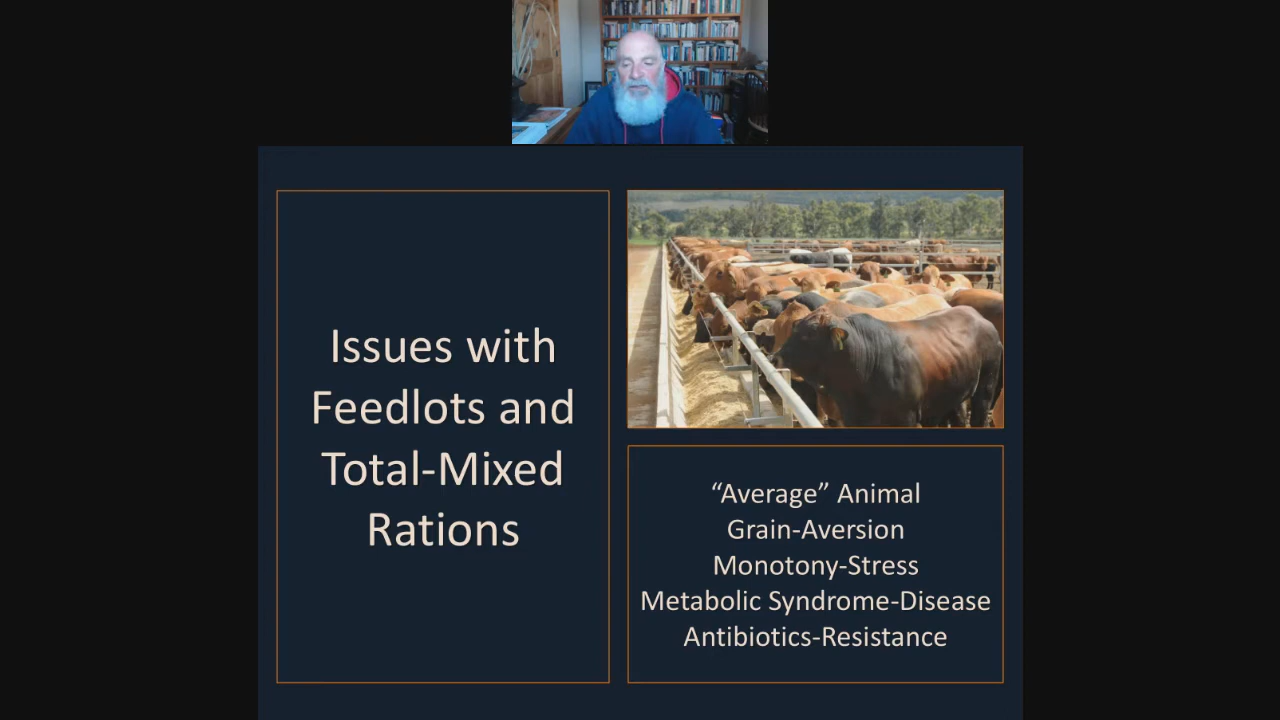 Issues with
Feedlots and
Total-Mixed
Rations
“Average” Animal
Grain-Aversion
Monotony-Stress
Metabolic Syndrome-Disease
Antibiotics-Resistance